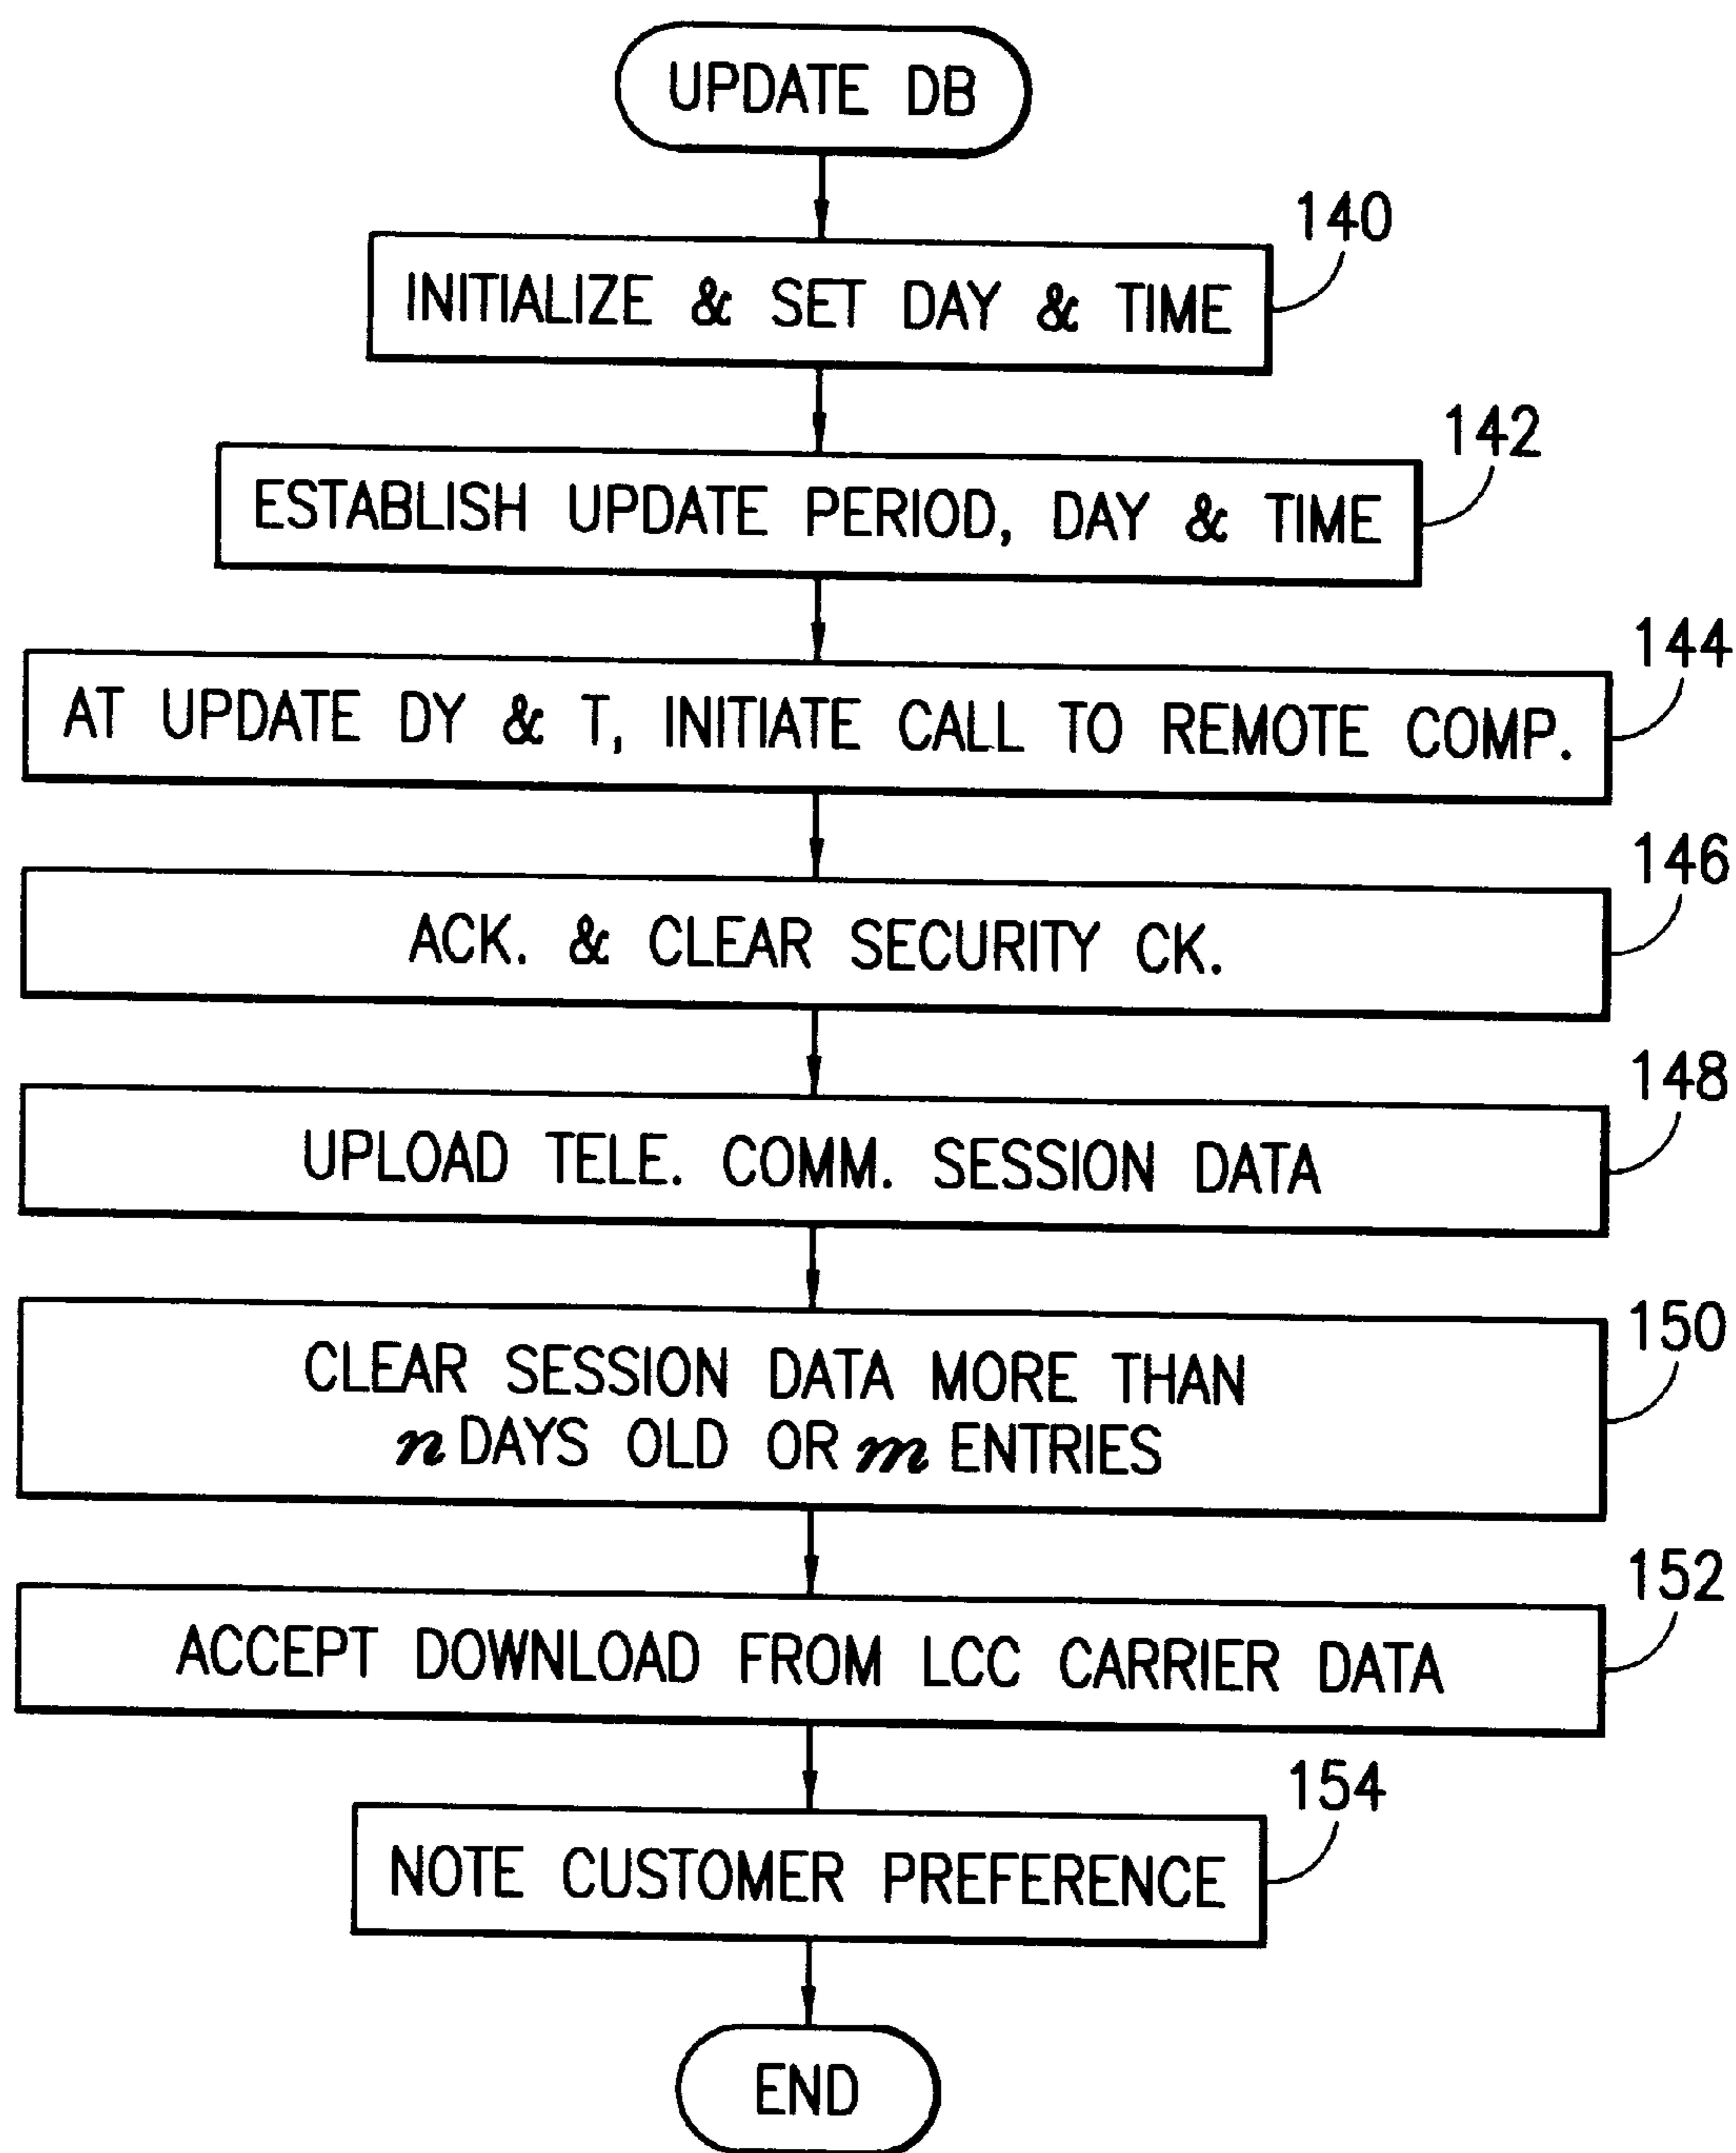 UPDATE DB
140
INITIALIZE & SET DAY & TIME
142
ESTABLISH UPDATE PERIOD, DAY & TIME
144
AT UPDATE DY & T, INITIATE CALL TO REMOTE COMP.
146
ACK. & CLEAR SECURITY CK.
148
UPLOAD TELE. COMM. SESSION DATA
150
CLEAR SESSION DATA MORE THAN
n DAYS OLD OR m ENTRIES
152
ACCEPT DOWNLOAD FROM LCC CARRIER DATA
154
NOTE CUSTOMER PREFERENCE
END